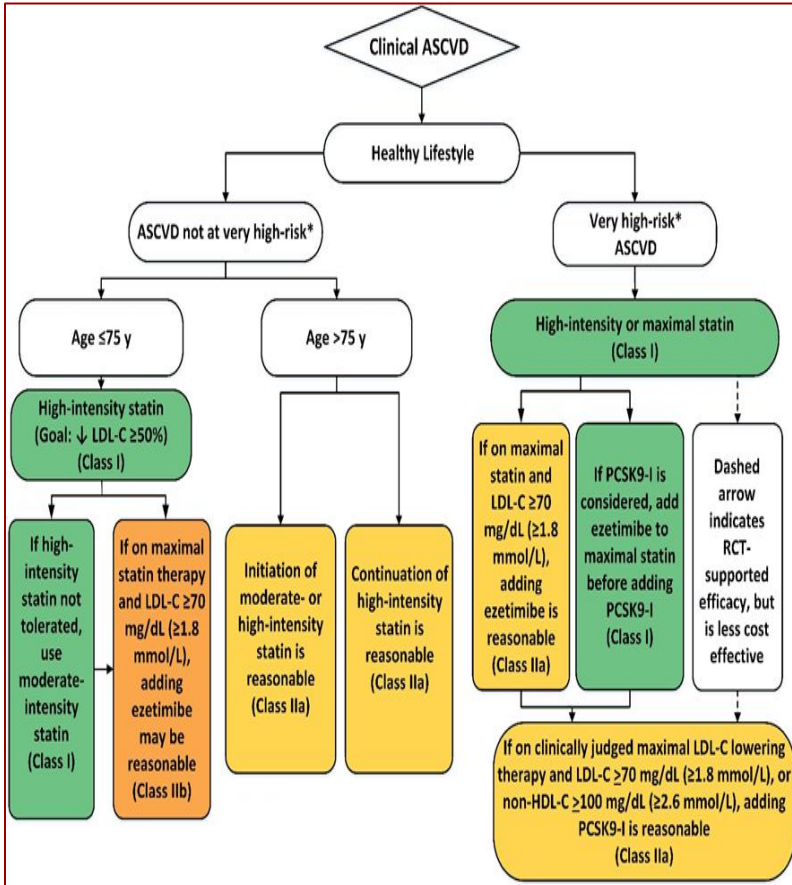 Clinical ASCVD
Healthy Lifestyle
ASCVD not at very high-risk*
Very high-risk*
ASCVD
Age ≤75 y
Age >75 y
High-intensity or maximal statin
(Class I)
High-intensity statin
(Goal: ↓ LDL-C ≥50%)
(Class I)
If high-
intensity
statin not
tolerated,
use
moderate-
intensity
statin
(Class I)
If on maximal
statin therapy
and LDL-C ≥70
mg/dL (≥1.8
mmol/L),
adding
ezetimibe
may be
reasonable
(Class IIb)
Initiation of
moderate- or
high-intensity
statin is
reasonable
(Class IIa)
Continuation of
high-intensity
statin is
reasonable
(Class IIa)
If on maximal
statin and
LDL-C ≥70
mg/dL (≥1.8
mmol/L),
adding
ezetimibe is
reasonable
(Class IIa)
If PCSK9-I is
considered, add
ezetimibe to
maximal statin
before adding
PCSK9-I
(Class I)
Dashed
arrow
indicates
RCT-
supported
efficacy, but
is less cost
effective
If on clinically judged maximal LDL-C lowering
therapy and LDL-C ≥70 mg/dL (≥1.8 mmol/L), or
non-HDL-C ≥100 mg/dL (≥2.6 mmol/L), adding
PCSK9-I is reasonable
(Class IIa)